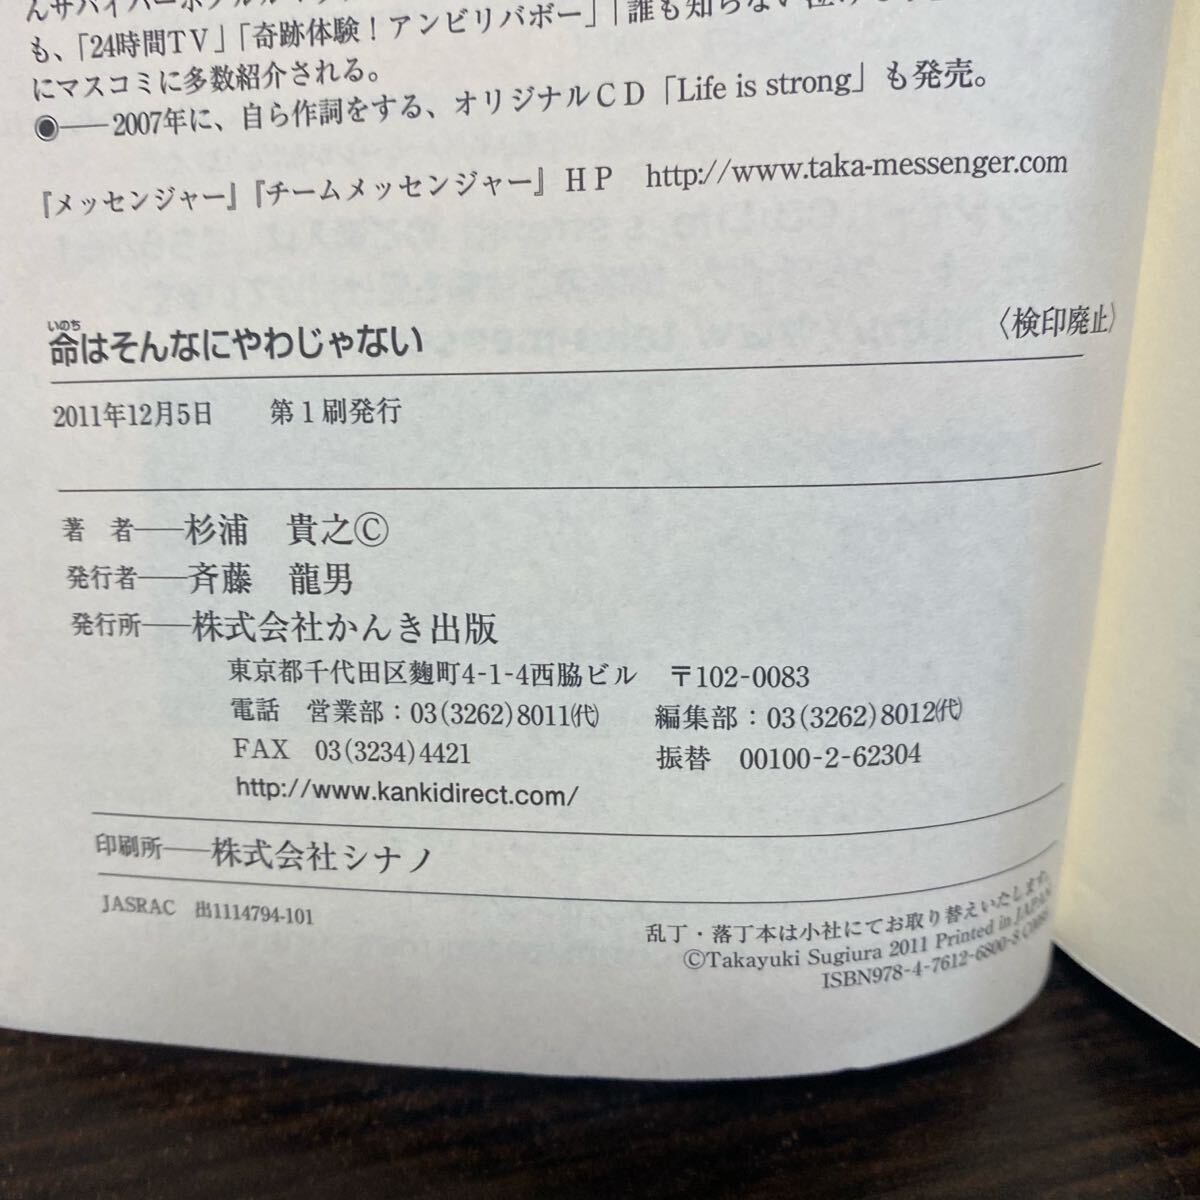 も、「24時間TV」「奇跡体験！アンビリバボー」「誰も知らない泣ける
にマスコミに多数紹介される。
◉――2007年に、自ら作詞をする、オリジナルCD「Life is strong」も発売。
『メッセンジャー』『チームメッセンジャー』HP　http://www.taka-messenger.com
いのち
命はそんなにやわじゃない　〈検印廃止〉
2011年12月5日　第1刷発行
著　者――杉浦　貴之©
発行者――斉藤　龍男
発行所――株式会社かんき出版
東京都千代田区麴町4-1-4西脇ビル　〒102-0083
電話　営業部：03(3262)8011㈹　編集部：03(3262)8012㈹
FAX　03(3234)4421　振替　00100-2-62304
http://www.kankidirect.com/
印刷所――株式会社シナノ
JASRAC　出1114794-101
乱丁・落丁本は小社にてお取り替えいたします。
©Takayuki Sugiura 2011 Printed in JAPAN
ISBN978-4-7612-6800-8